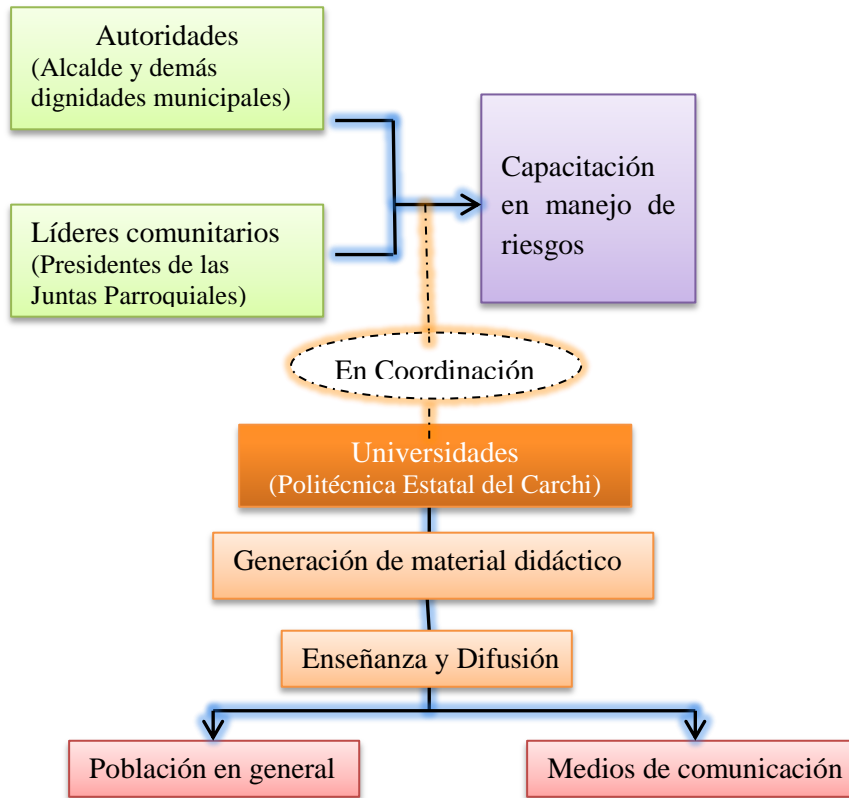 Autoridades
(Alcalde y demás
dignidades municipales)
Capacitación
en manejo de
riesgos
Líderes comunitarios
(Presidentes de las
Juntas Parroquiales)
En Coordinación
Universidades
(Politécnica Estatal del Carchi)
Generación de material didáctico
Enseñanza y Difusión
Población en general
Medios de comunicación